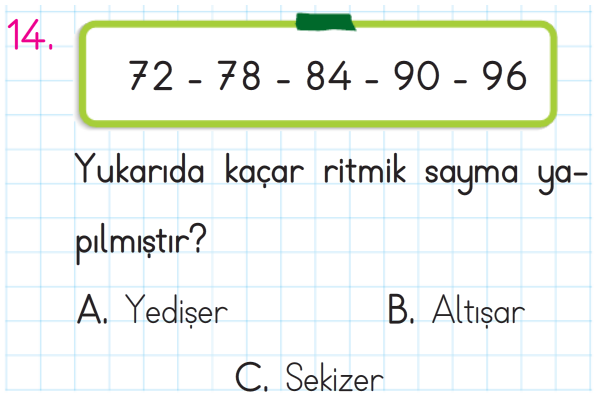 14.
72 - 78 - 84 - 90 - 96
Yukarıda kaçar ritmik sayma ya-
pılmıştır?
A. Yedişer B. Altışar
C. Sekizer